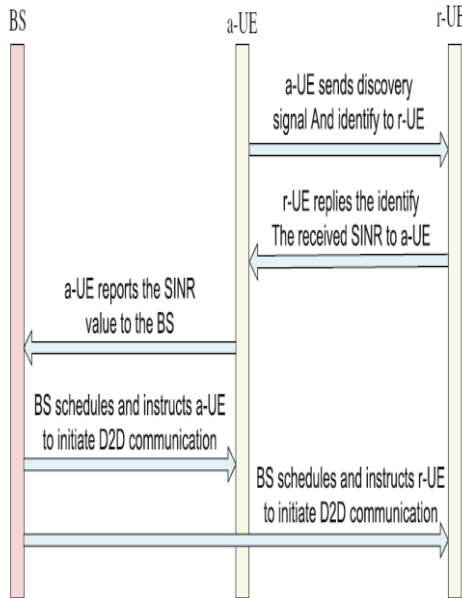 BS
a-UE
r-UE
a-UE sends discovery
signal And identify to r-UE
r-UE replies the identify
The received SINR to a-UE
a-UE reports the SINR
value to the BS
BS schedules and instructs a-UE
to initiate D2D communication
BS schedules and instructs r-UE
to initiate D2D communication